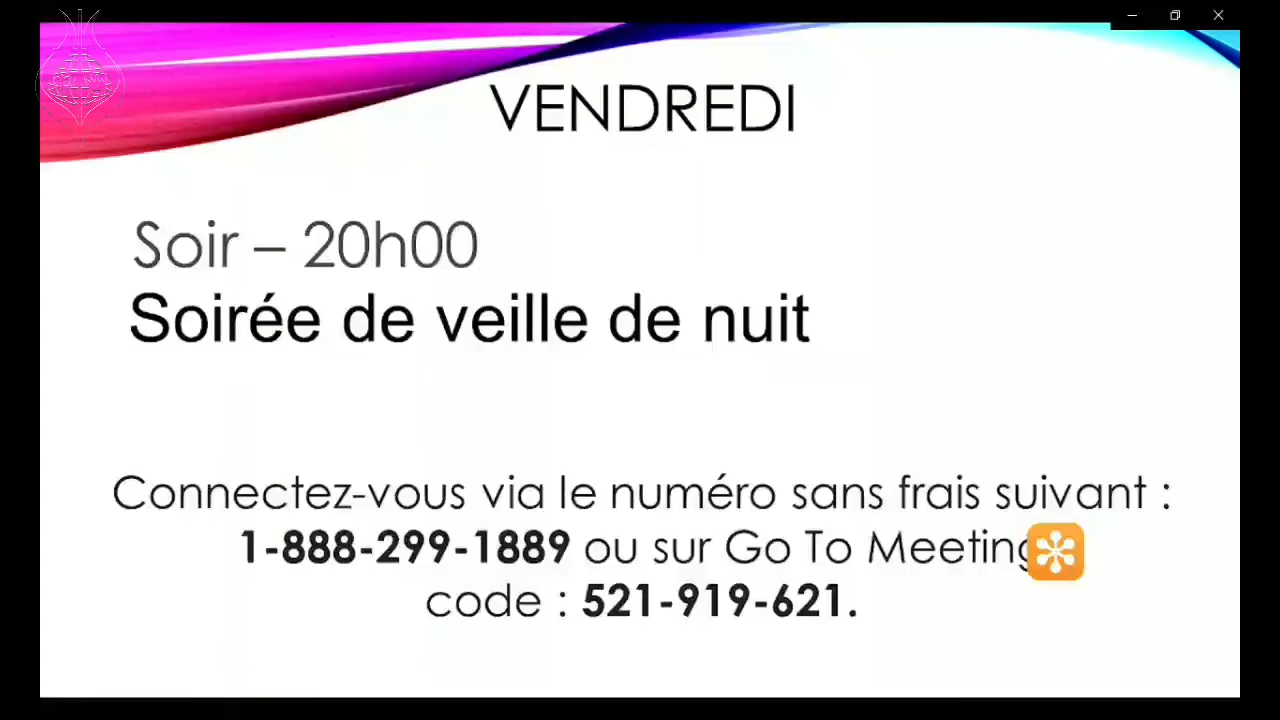 VENDREDI
Soir – 20h00
Soirée de veille de nuit
Connectez-vous via le numéro sans frais suivant :
1-888-299-1889 ou sur Go To Meeting
code : 521-919-621.